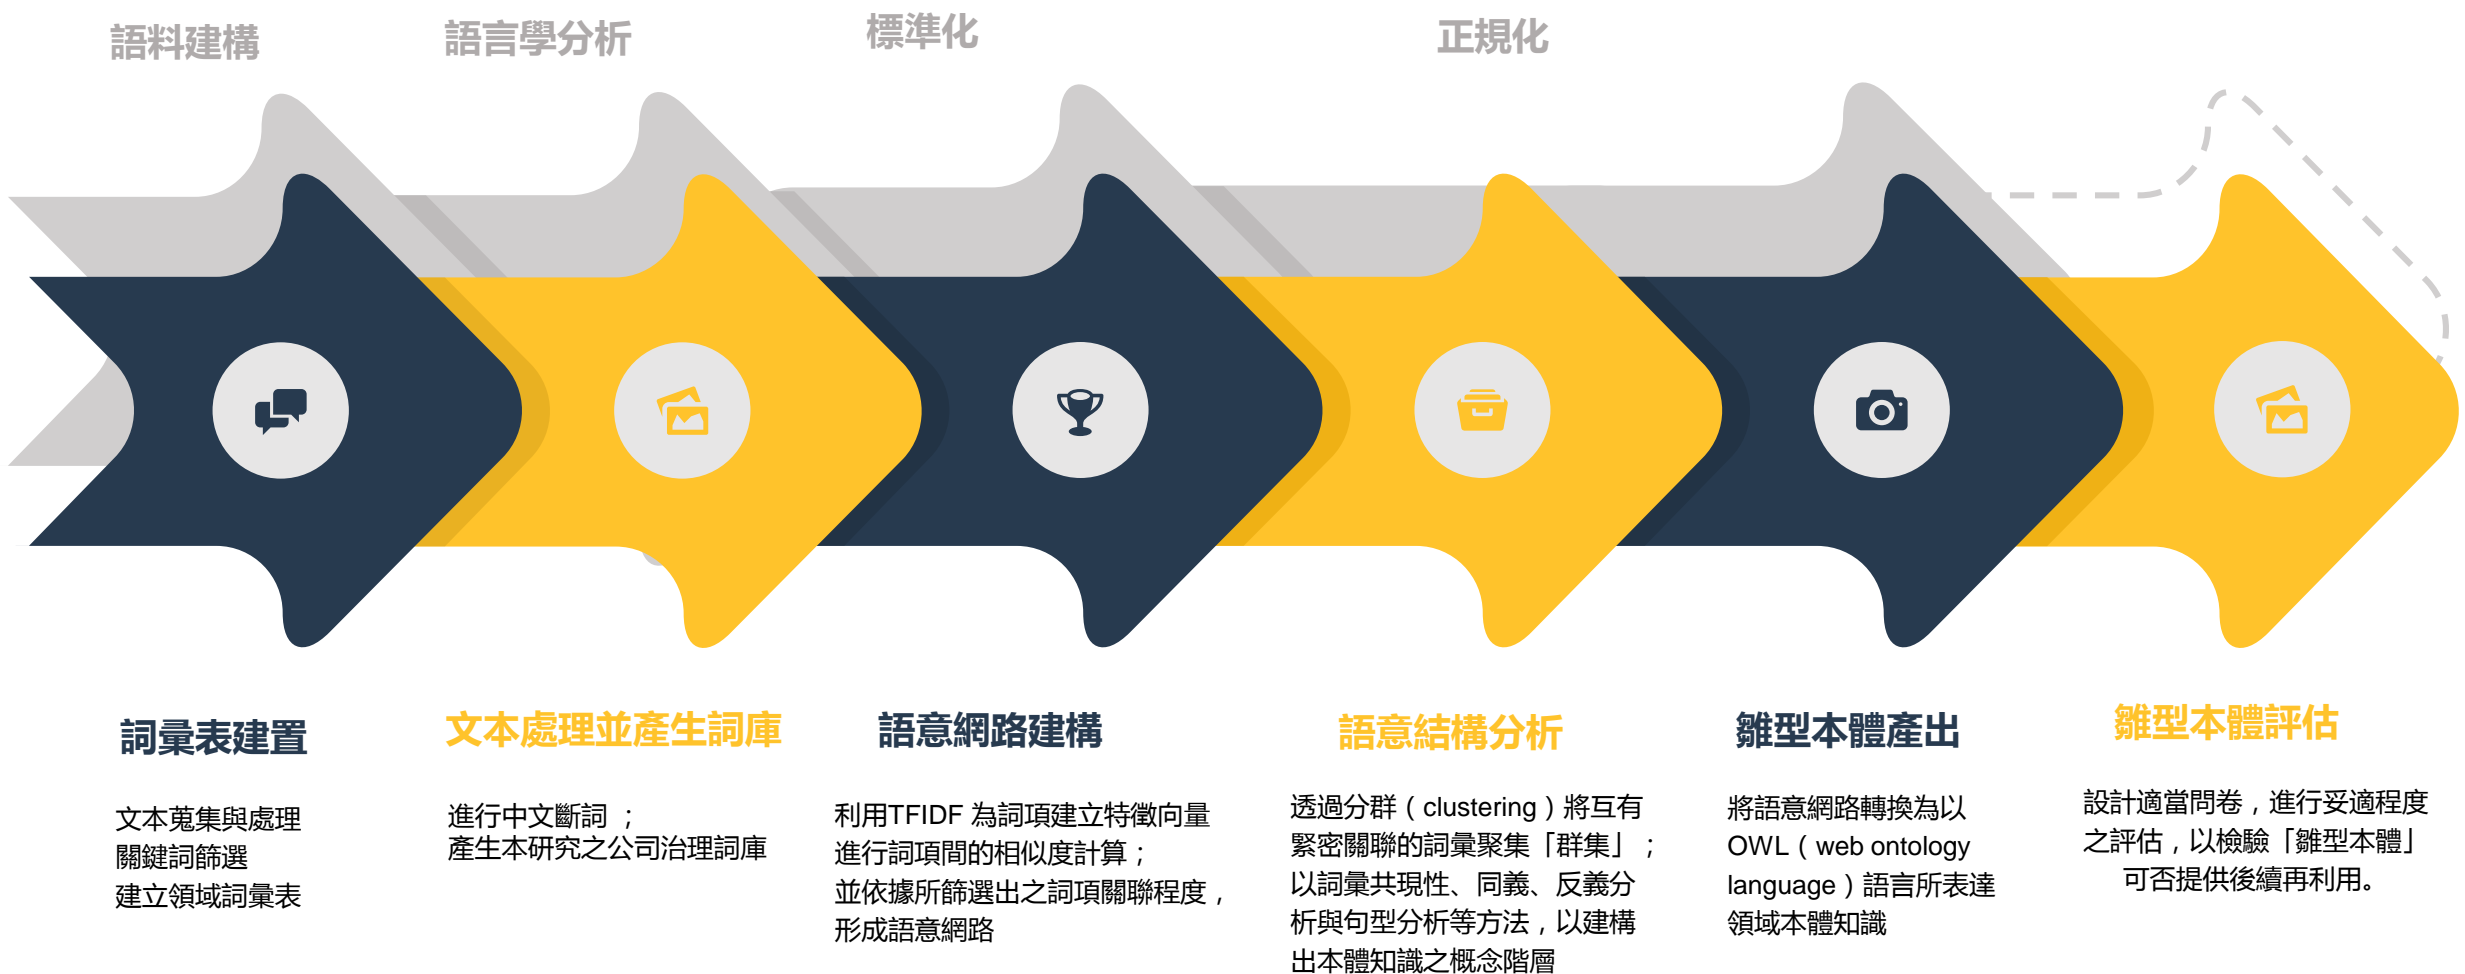 語料建構
語言學分析
標準化
正規化
詞彙表建置
文本蒐集與處理
關鍵詞篩選
建立領域詞彙表
文本處理並產生詞庫
進行中文斷詞 ；
產生本研究之公司治理詞庫
語意網路建構
利用TFIDF 為詞項建立特徵向量
進行詞項間的相似度計算；
並依據所篩選出之詞項關聯程度，
形成語意網路
語意結構分析
透過分群（clustering）將互有
緊密關聯的詞彙聚集「群集」；
以詞彙共現性、同義、反義分
析與句型分析等方法，以建構
出本體知識之概念階層
雛型本體產出
將語意網路轉換為以
OWL（web ontology
language）語言所表達
領域本體知識
雛型本體評估
設計適當問卷，進行妥適程度
之評估，以檢驗「雛型本體」
可否提供後續再利用。